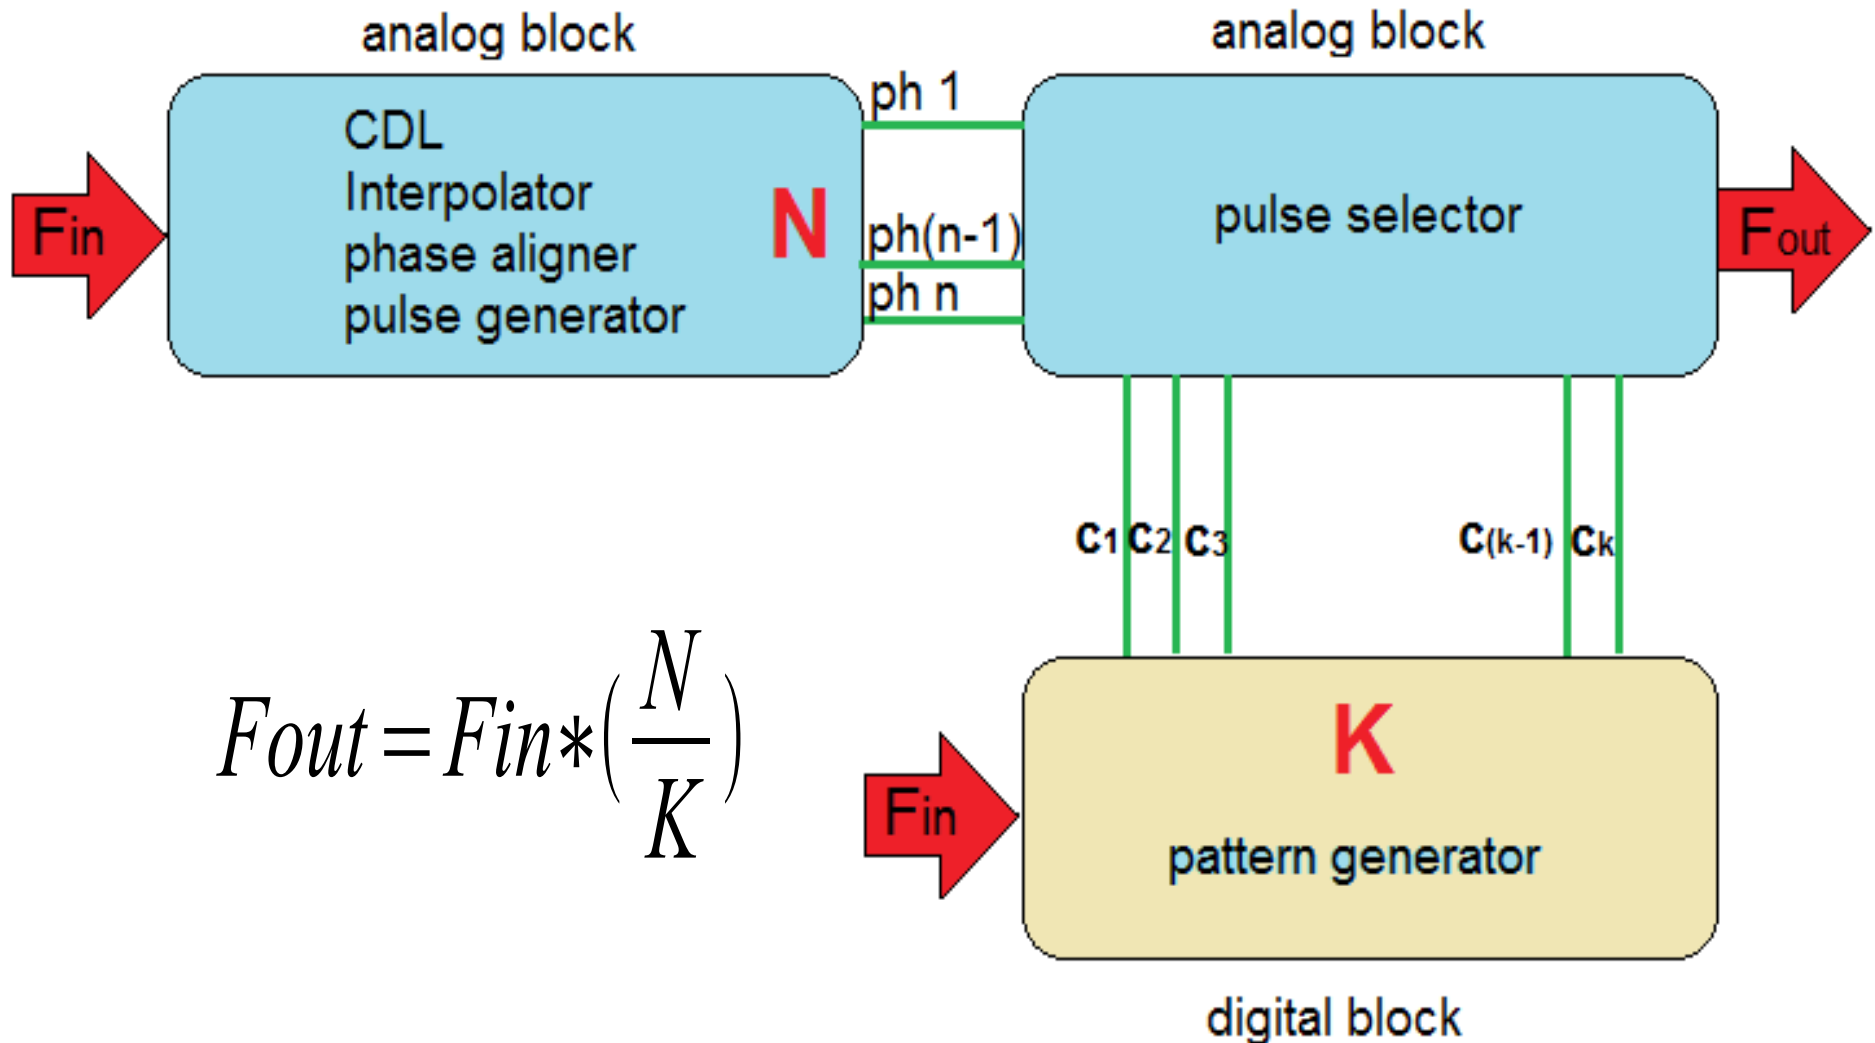 analog block
analog block
Fin
CDL
Interpolator
phase aligner
pulse generator
N
ph 1
ph(n-1)
ph n
pulse selector
Fout
C1 C2 C3 C(k-1) Ck
Fout = Fin * (N/K)
Fin
K
pattern generator
digital block